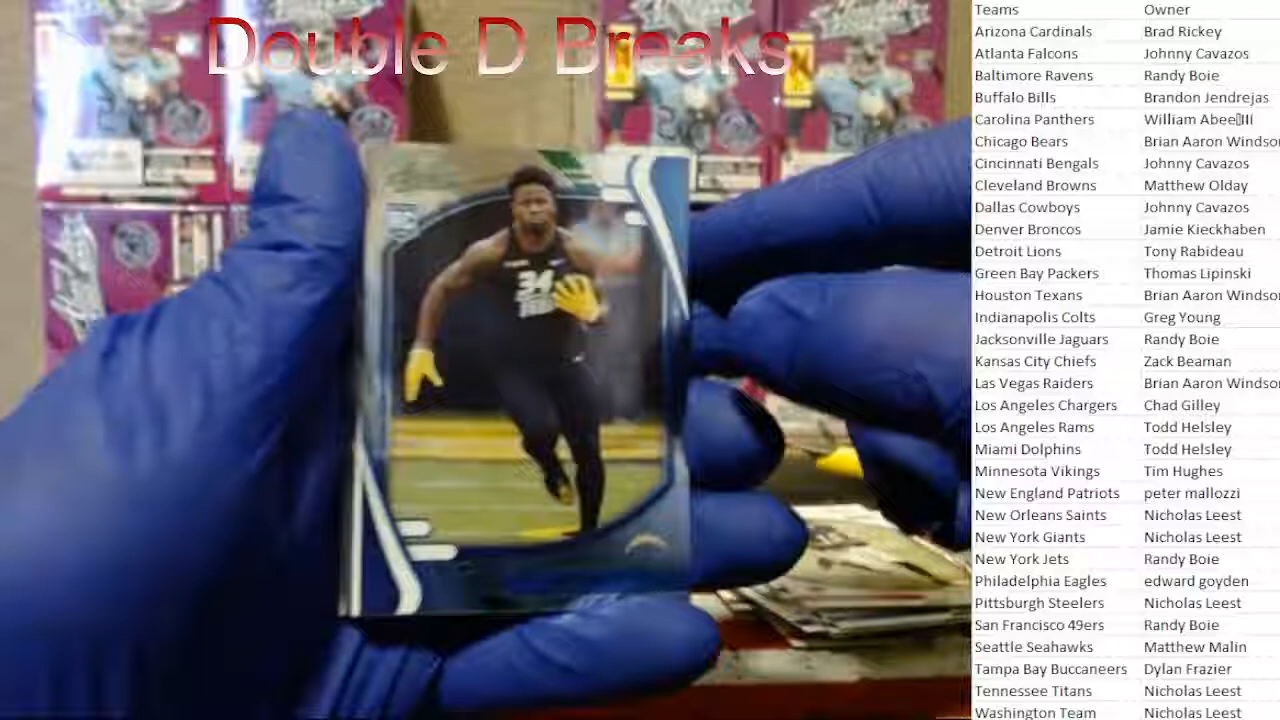 Double D Breaks
34
Teams Owner
Arizona Cardinals Brad Rickey
Atlanta Falcons Johnny Cavazos
Baltimore Ravens Randy Boie
Buffalo Bills Brandon Jendrejas
Carolina Panthers William Abee▯III
Chicago Bears Brian Aaron Windsor
Cincinnati Bengals Johnny Cavazos
Cleveland Browns Matthew Olday
Dallas Cowboys Johnny Cavazos
Denver Broncos Jamie Kieckhaben
Detroit Lions Tony Rabideau
Green Bay Packers Thomas Lipinski
Houston Texans Brian Aaron Windsor
Indianapolis Colts Greg Young
Jacksonville Jaguars Randy Boie
Kansas City Chiefs Zack Beaman
Las Vegas Raiders Brian Aaron Windsor
Los Angeles Chargers Chad Gilley
Los Angeles Rams Todd Helsley
Miami Dolphins Todd Helsley
Minnesota Vikings Tim Hughes
New England Patriots peter mallozzi
New Orleans Saints Nicholas Leest
New York Giants Nicholas Leest
New York Jets Randy Boie
Philadelphia Eagles edward goyden
Pittsburgh Steelers Nicholas Leest
San Francisco 49ers Randy Boie
Seattle Seahawks Matthew Malin
Tampa Bay Buccaneers Dylan Frazier
Tennessee Titans Nicholas Leest
Washington Team Nicholas Leest